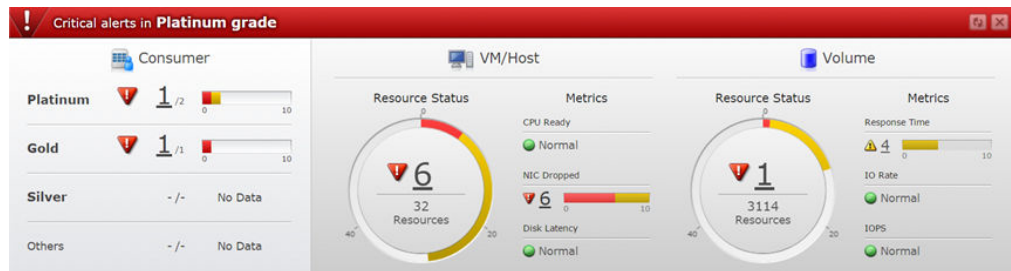 Critical alerts in Platinum grade
Consumer
Platinum 1 /2 0 10
Gold 1 /1 0 10
Silver - /- No Data
Others - /- No Data
VM/Host
Resource Status
0
6
32
Resources
40 20
Metrics
CPU Ready
Normal
NIC Dropped
6 0 10
Disk Latency
Normal
Volume
Resource Status
0
1
3114
Resources
40 20
Metrics
Response Time
4 0 10
IO Rate
Normal
IOPS
Normal